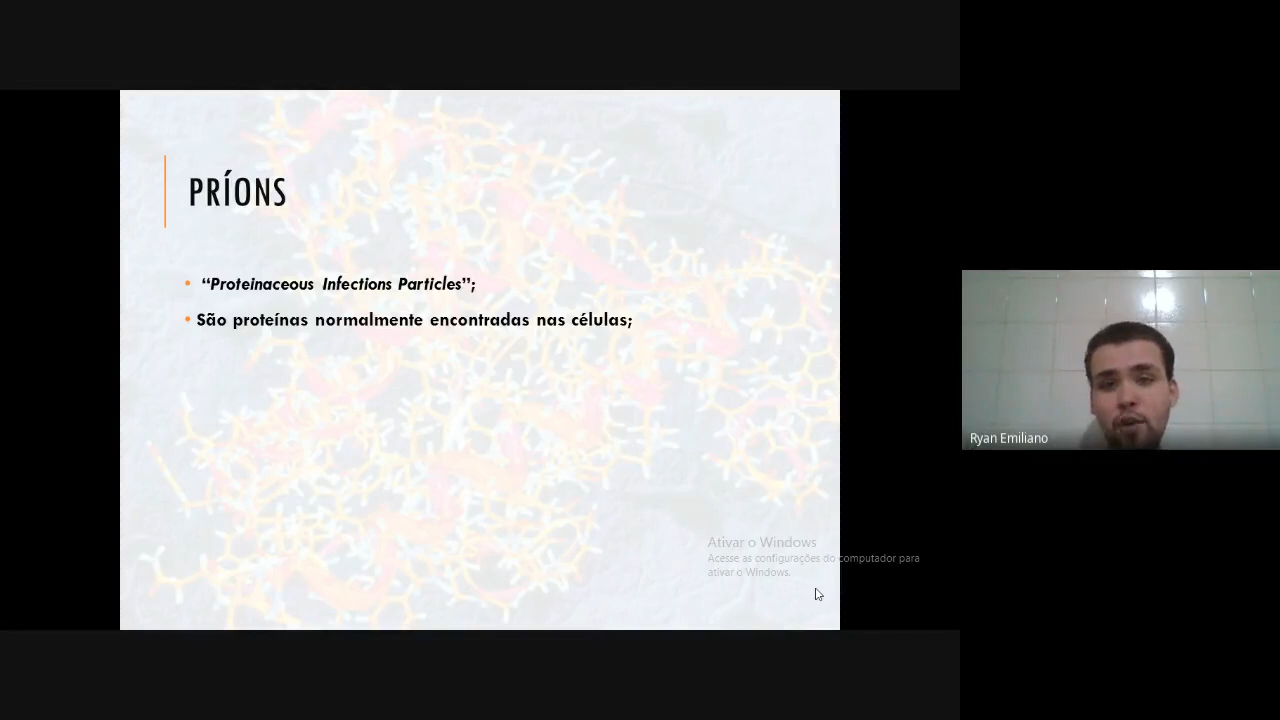 PRÍONS
• “Proteinaceous Infections Particles”;
• São proteínas normalmente encontradas nas células;
Ativar o Windows
Acesse as configurações do computador para
ativar o Windows.
Ryan Emiliano